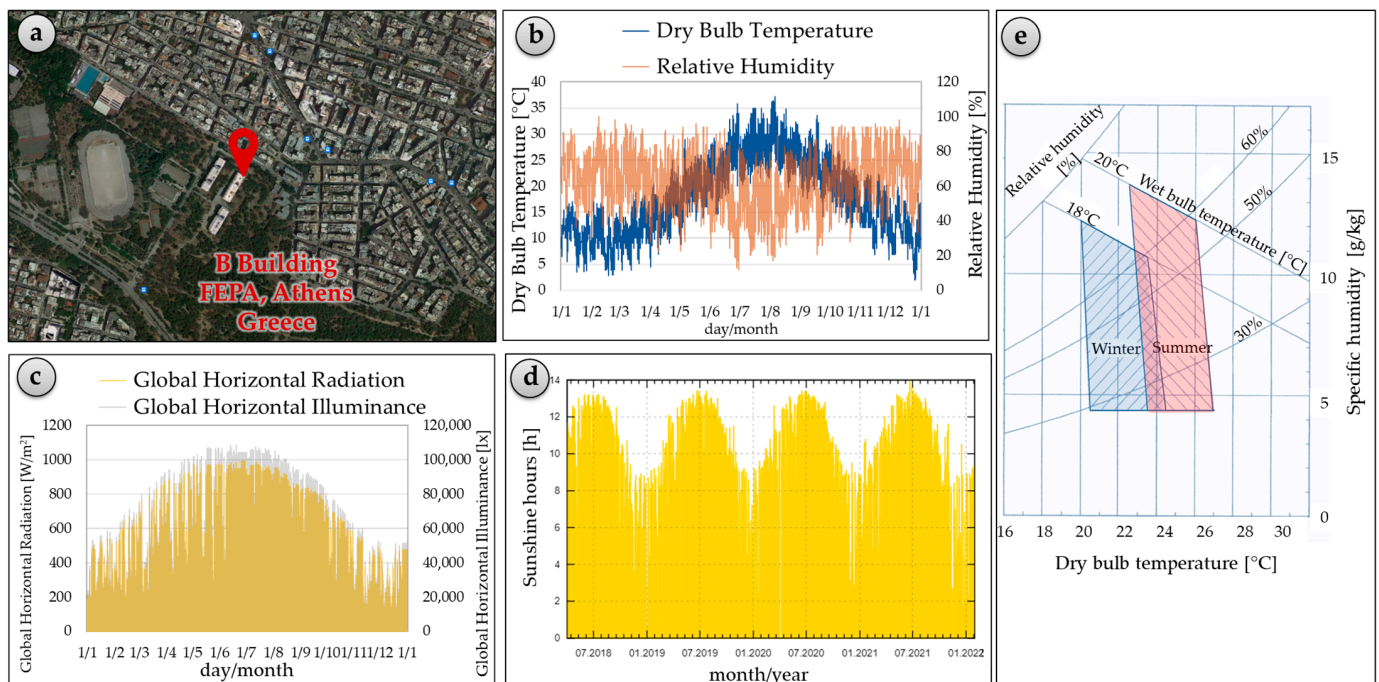 a
B Building
FEPA, Athens
Greece
b
Dry Bulb Temperature
Relative Humidity
Dry Bulb Temperature [°C]
40
35
30
25
20
15
10
5
0
120
100
80
60
40
20
0
Relative Humidity [%]
1/1 1/2 1/3 1/4 1/5 1/6 1/7 1/8 1/9 1/10 1/11 1/12 1/1
day/month
c
Global Horizontal Radiation
Global Horizontal Illuminance
Global Horizontal Radiation [W/m²]
1200
1000
800
600
400
200
0
120,000
100,000
80,000
60,000
40,000
20,000
0
Global Horizontal Illuminance [lx]
1/1 1/2 1/3 1/4 1/5 1/6 1/7 1/8 1/9 1/10 1/11 1/12 1/1
day/month
d
Sunshine hours [h]
14
12
10
8
6
4
2
0
07.2018 01.2019 07.2019 01.2020 07.2020 01.2021 07.2021 01.2022
month/year
e
Relative humidity
[%]
60%
50%
30%
20°C
Wet bulb temperature [°C]
18°C
Winter
Summer
15
10
5
0
Specific humidity [g/kg]
16 18 20 22 24 26 28 30
Dry bulb temperature [°C]